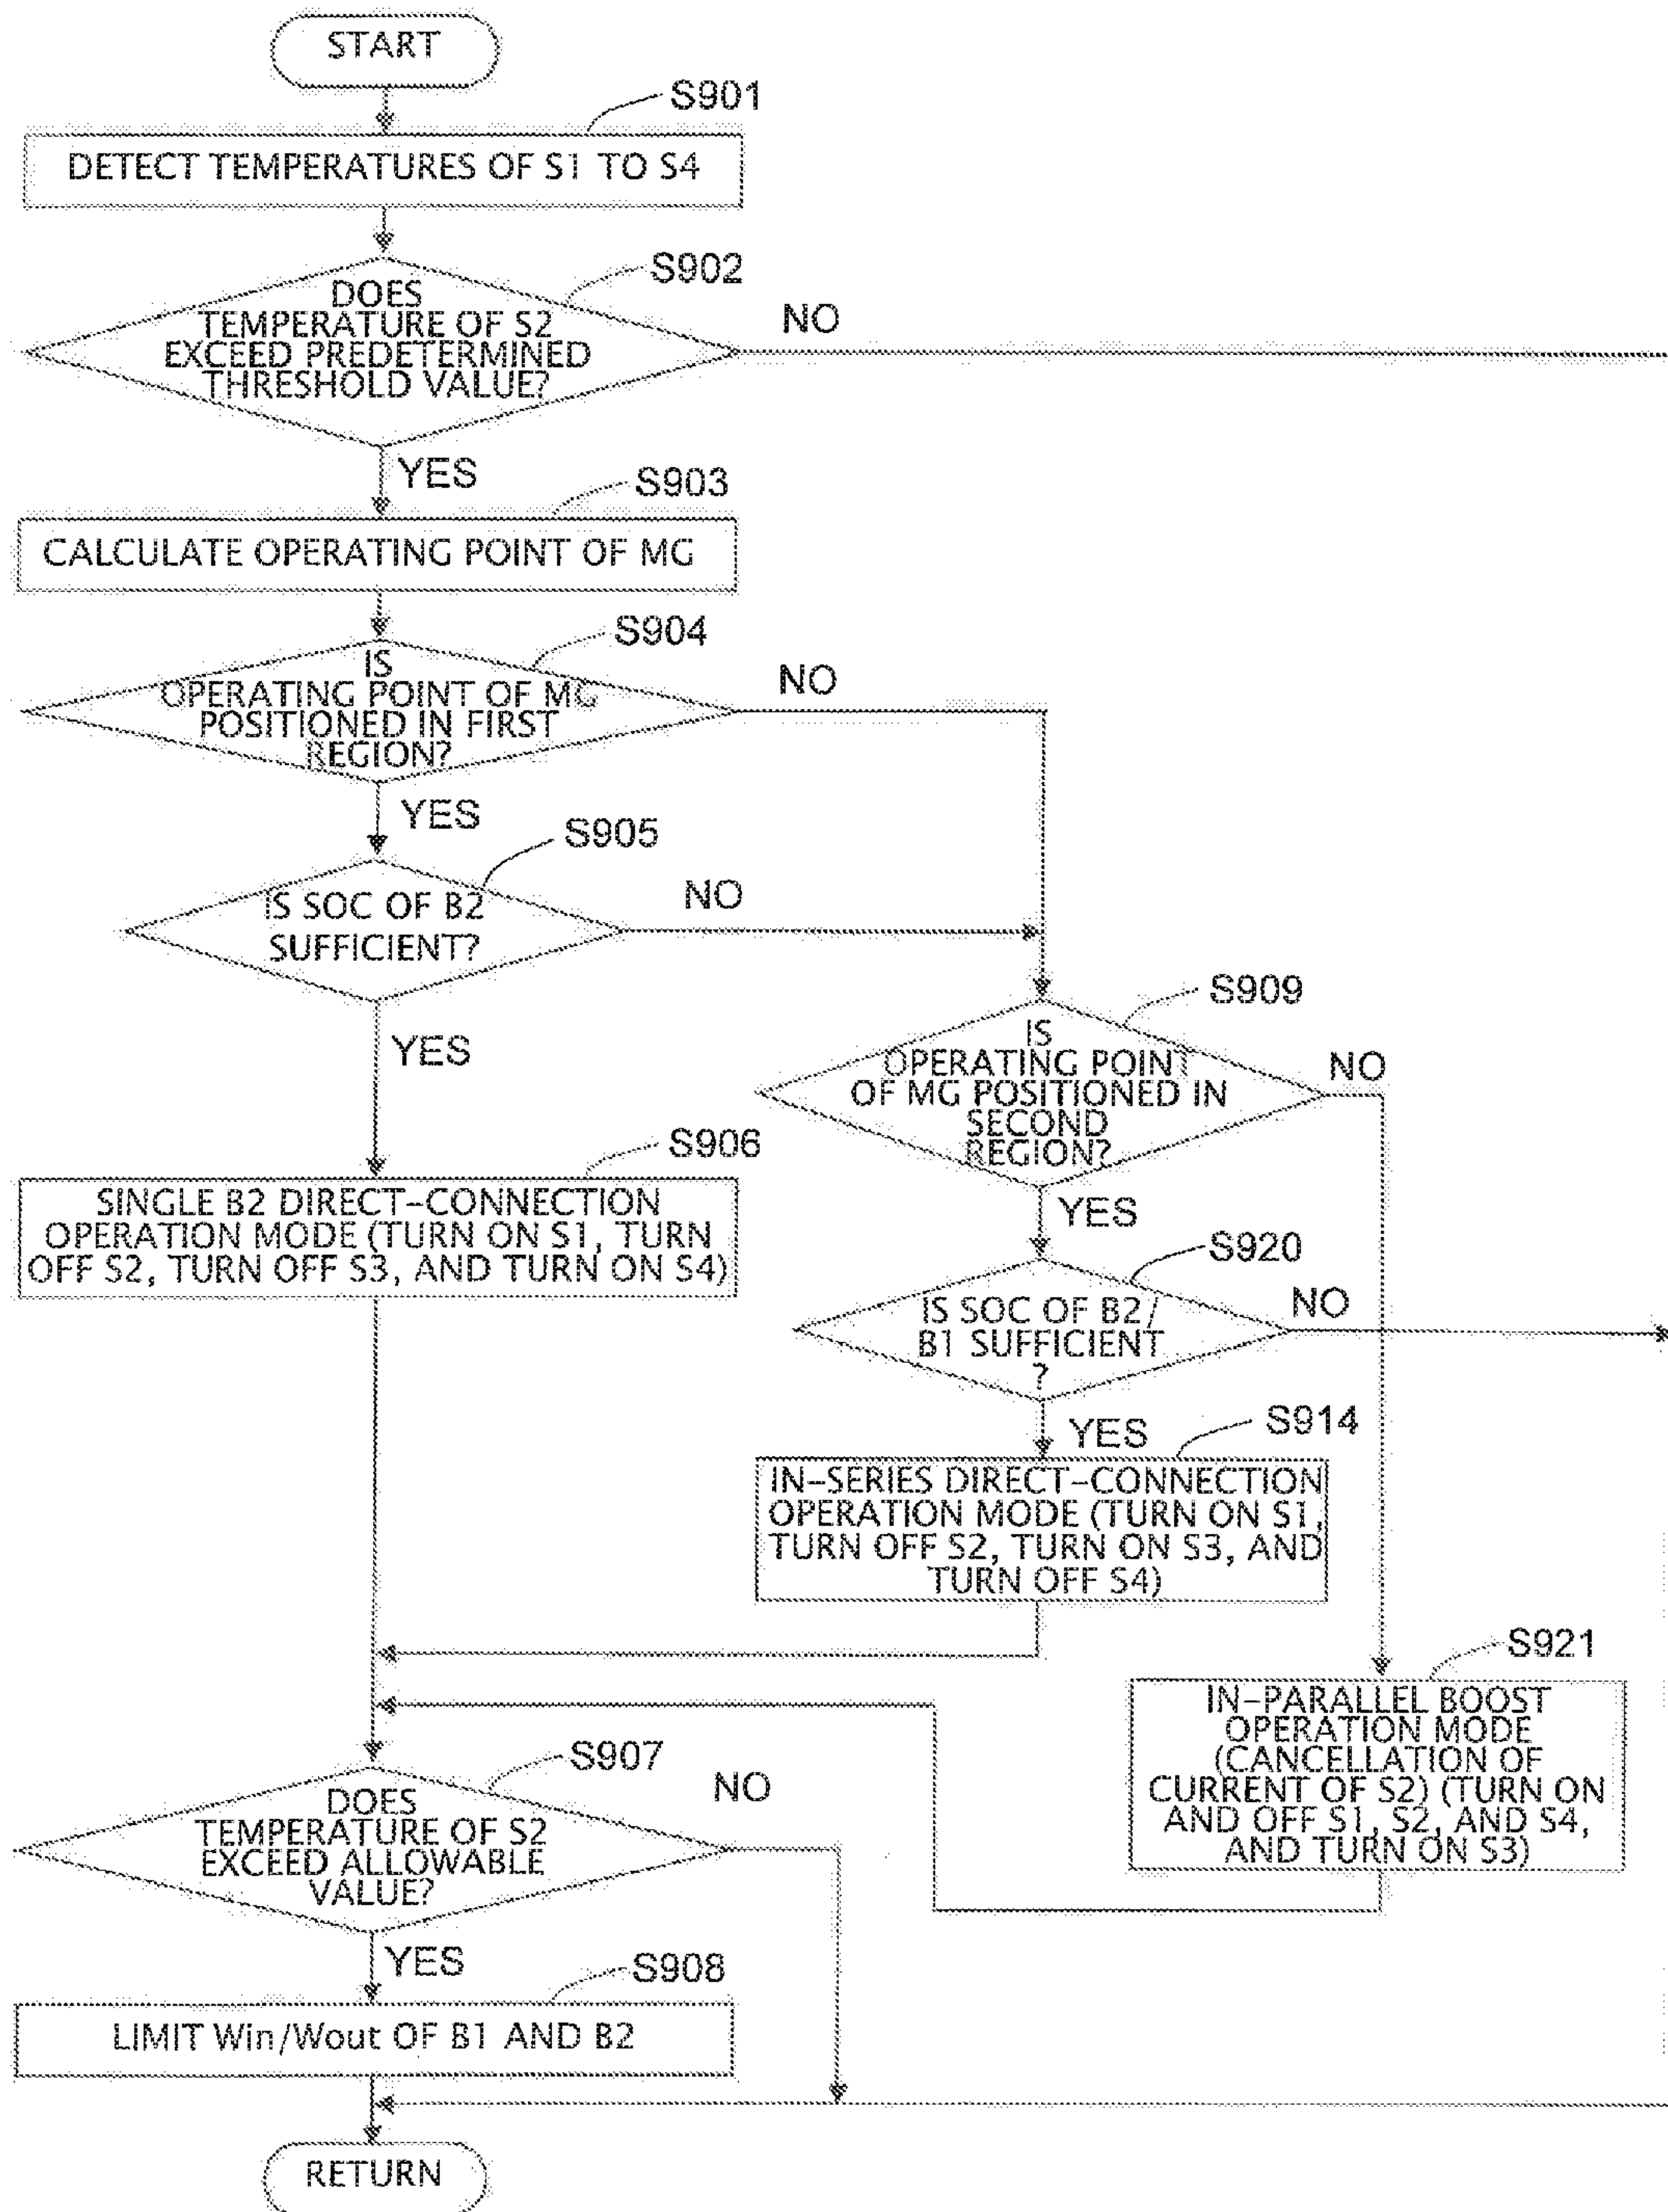 START
S901
DETECT TEMPERATURES OF S1 TO S4
S902
DOES
TEMPERATURE OF S2
EXCEED PREDETERMINED
THRESHOLD VALUE?
NO
YES
S903
CALCULATE OPERATING POINT OF MG
S904
IS
OPERATING POINT OF MG
POSITIONED IN FIRST
REGION?
NO
YES
S905
IS SOC OF B2
SUFFICIENT?
NO
YES
S906
SINGLE B2 DIRECT-CONNECTION
OPERATION MODE (TURN ON S1, TURN
OFF S2, TURN OFF S3, AND TURN ON S4)
S909
IS
OPERATING POINT
OF MG POSITIONED IN
SECOND
REGION?
NO
YES
S920
IS SOC OF B2/
B1 SUFFICIENT
?
NO
YES
S914
IN-SERIES DIRECT-CONNECTION
OPERATION MODE (TURN ON S1,
TURN OFF S2, TURN ON S3, AND
TURN OFF S4)
S921
IN-PARALLEL BOOST
OPERATION MODE
(CANCELLATION OF
CURRENT OF S2) (TURN ON
AND OFF S1, S2, AND S4,
AND TURN ON S3)
S907
DOES
TEMPERATURE OF S2
EXCEED ALLOWABLE
VALUE?
NO
YES
S908
LIMIT Win/Wout OF B1 AND B2
RETURN